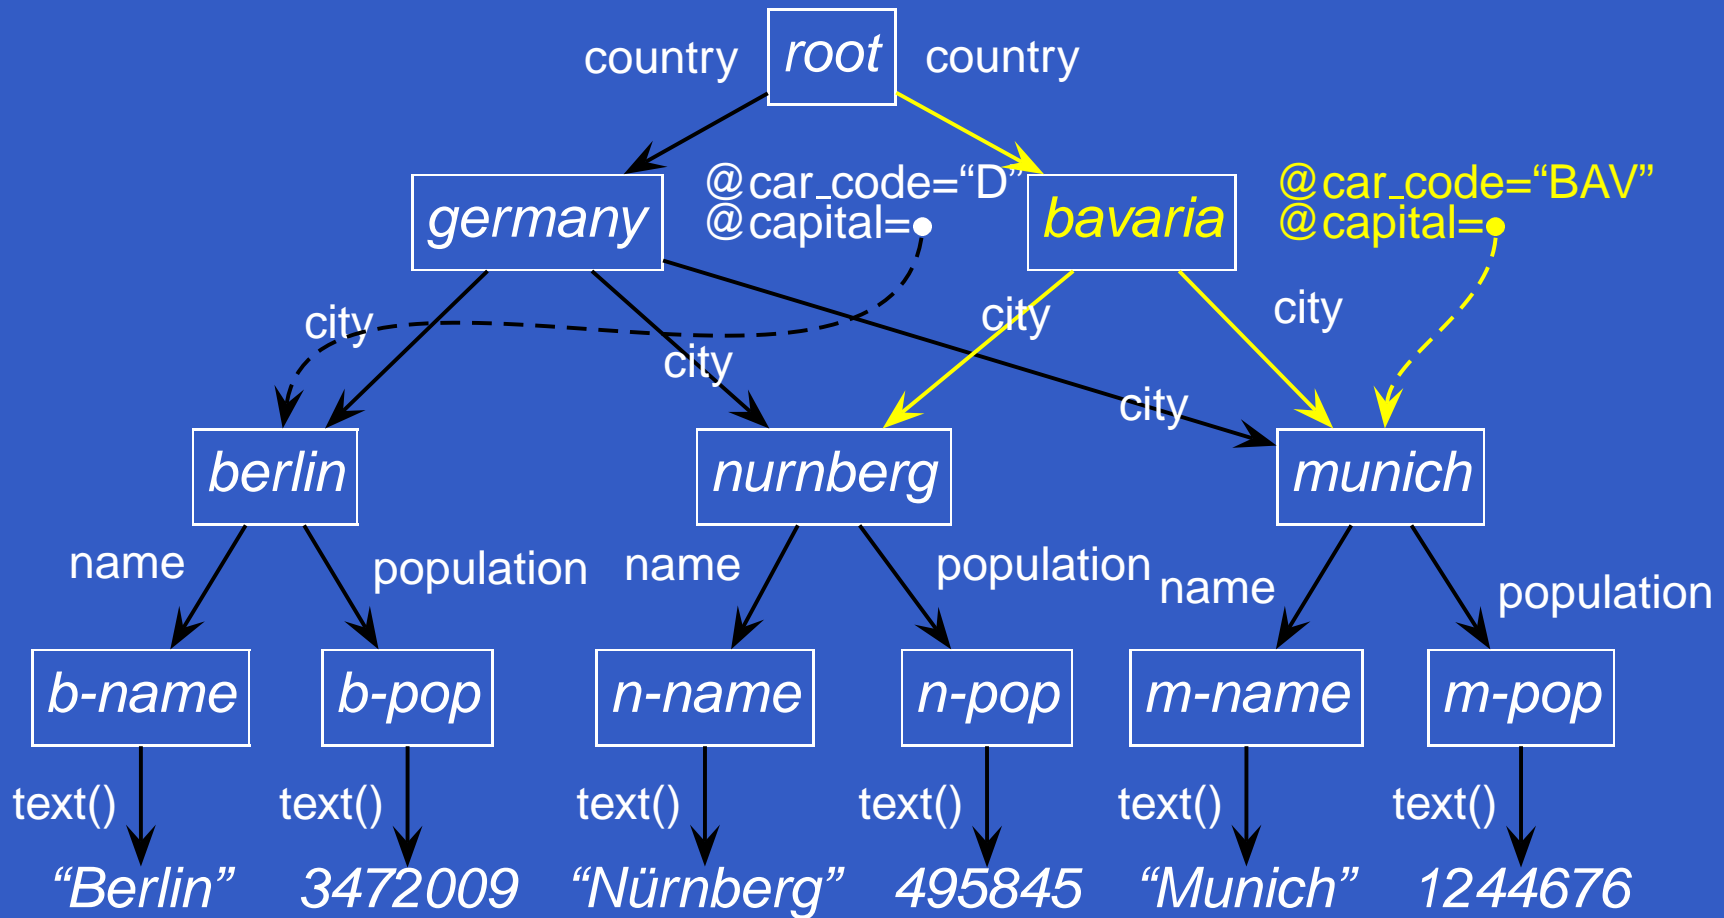 country root country
@car_code="D" @car_code="BAV"
germany @capital= bavaria @capital=
city city city
city
city
berlin nurnberg munich
name population name population name population
b-name b-pop n-name n-pop m-name m-pop
text() text() text() text() text() text()
“Berlin” 3472009 “Nürnberg” 495845 “Munich” 1244676